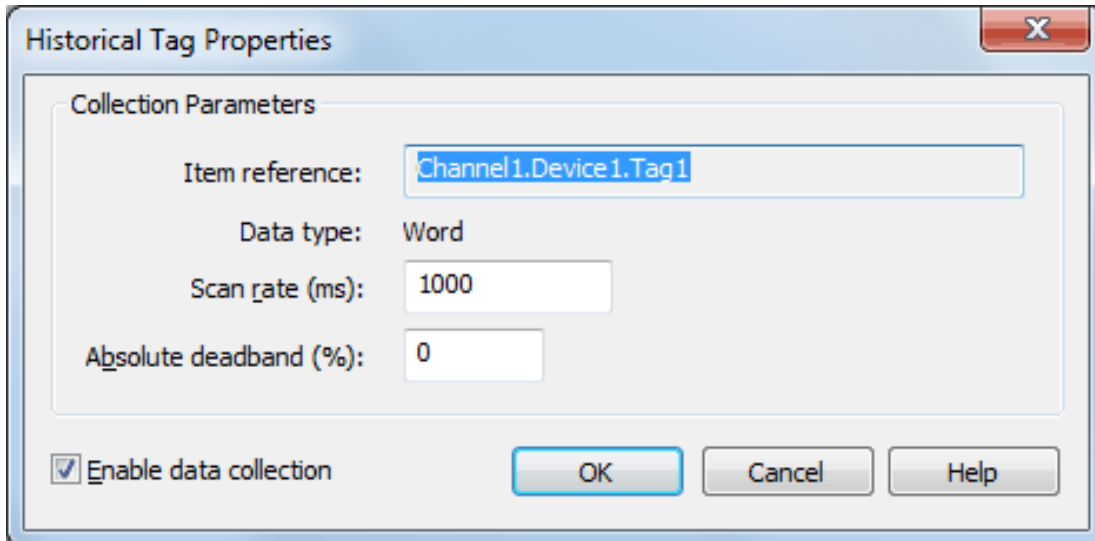 Historical Tag Properties
Collection Parameters
Item reference: Channel1.Device1.Tag1
Data type: Word
Scan rate (ms): 1000
Absolute deadband (%): 0
Enable data collection OK Cancel Help